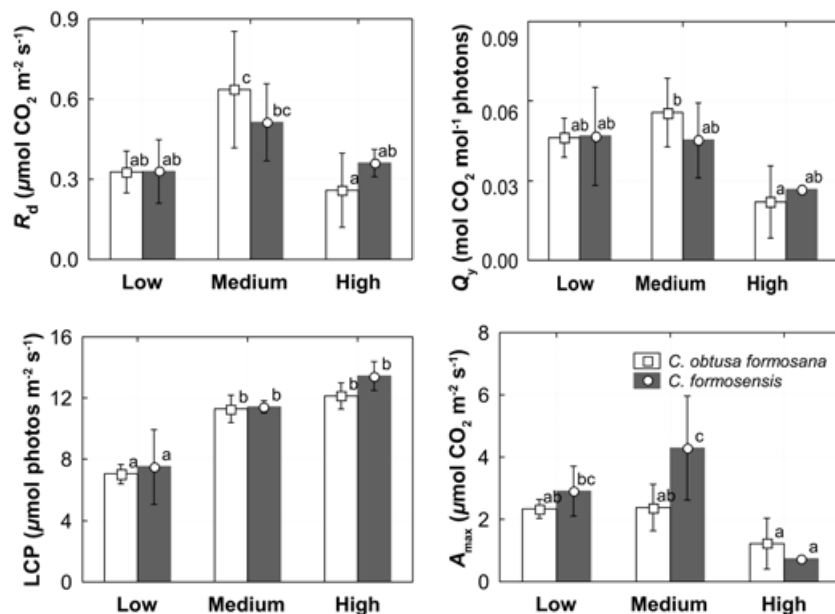 0.9
0.6
0.3
0.0
R_d (µmol CO₂ m⁻² s⁻¹)
ab
ab
c
bc
a
ab
Low Medium High
0.09
0.06
0.03
0.00
Q_y (mol CO₂ mol⁻¹ photons)
ab
ab
b
ab
a
ab
Low Medium High
16
12
8
4
0
LCP (µmol photos m⁻² s⁻¹)
a
a
b
b
b
b
Low Medium High
8
6
4
2
0
A_max (µmol CO₂ m⁻² s⁻¹)
C. obtusa formosana
C. formosensis
ab
bc
ab
c
a
a
Low Medium High